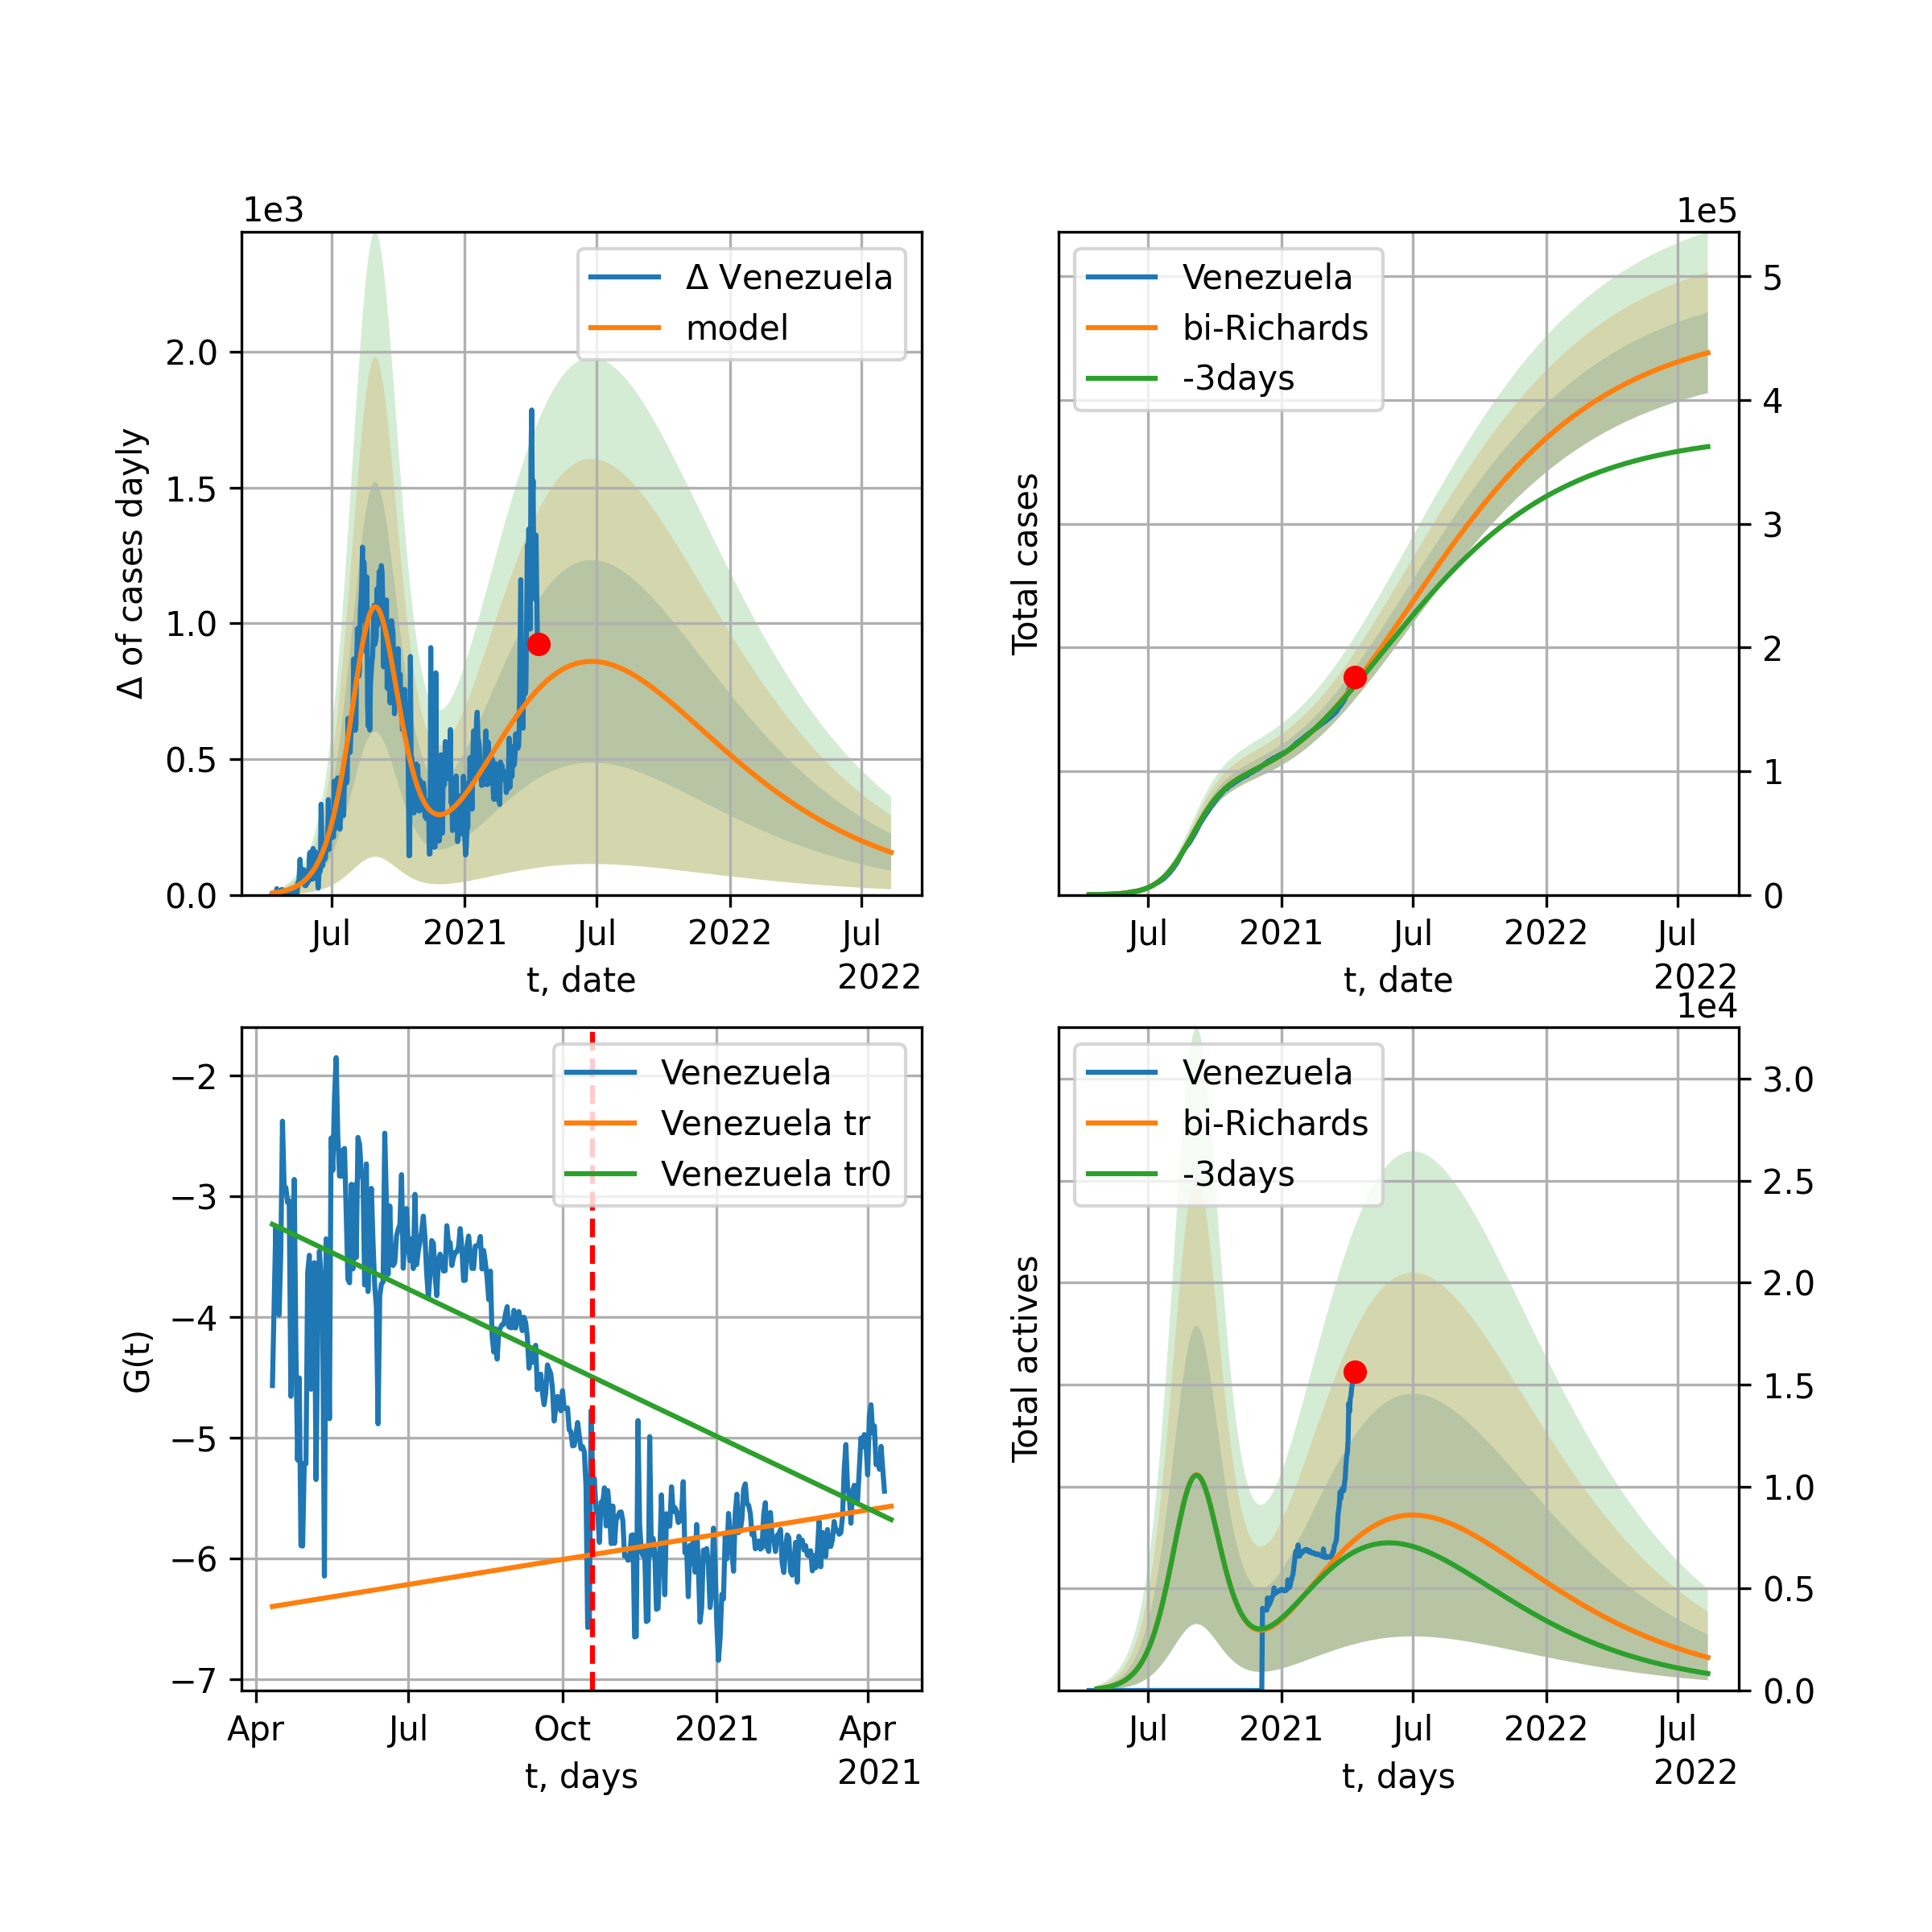 1e3
Δ of cases dayly
2.0
1.5
1.0
0.5
0.0
Δ Venezuela
model
Jul
2021
Jul
2022
Jul
2022
t, date
1e5
Total cases
Venezuela
bi-Richards
-3days
5
4
3
2
1
0
Jul
2021
Jul
2022
Jul
2022
t, date
G(t)
−2
−3
−4
−5
−6
−7
Venezuela
Venezuela tr
Venezuela tr0
Apr
Jul
Oct
2021
Apr
2021
t, days
1e4
Total actives
Venezuela
bi-Richards
-3days
3.0
2.5
2.0
1.5
1.0
0.5
0.0
Jul
2021
Jul
2022
Jul
2022
t, days